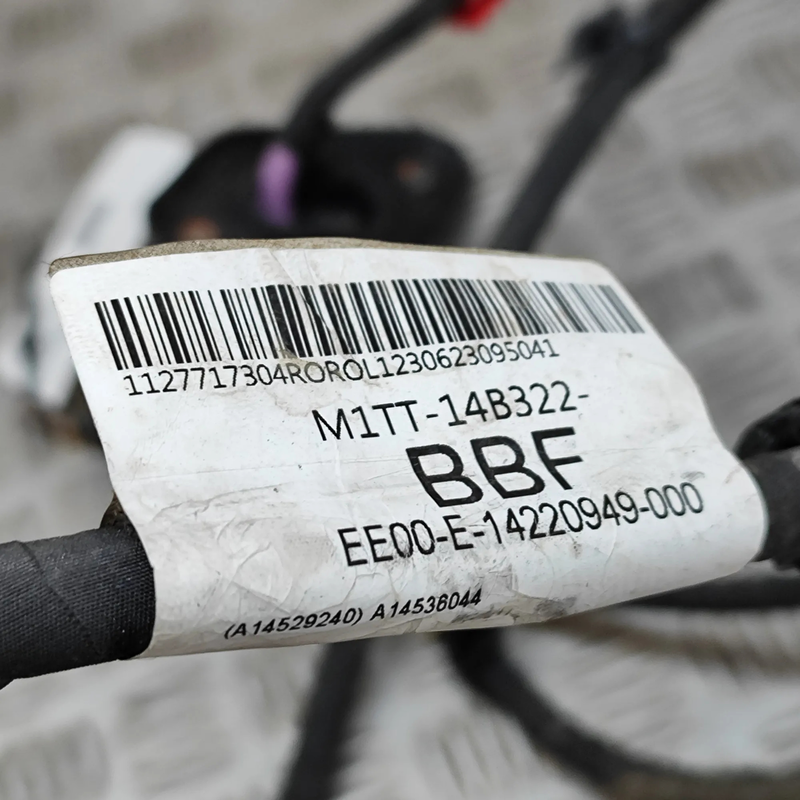 1127717304ROROL1230623095041
M1TT-14B322-
BBF
EE00-E-14220949-000
(A14529240) A14536044